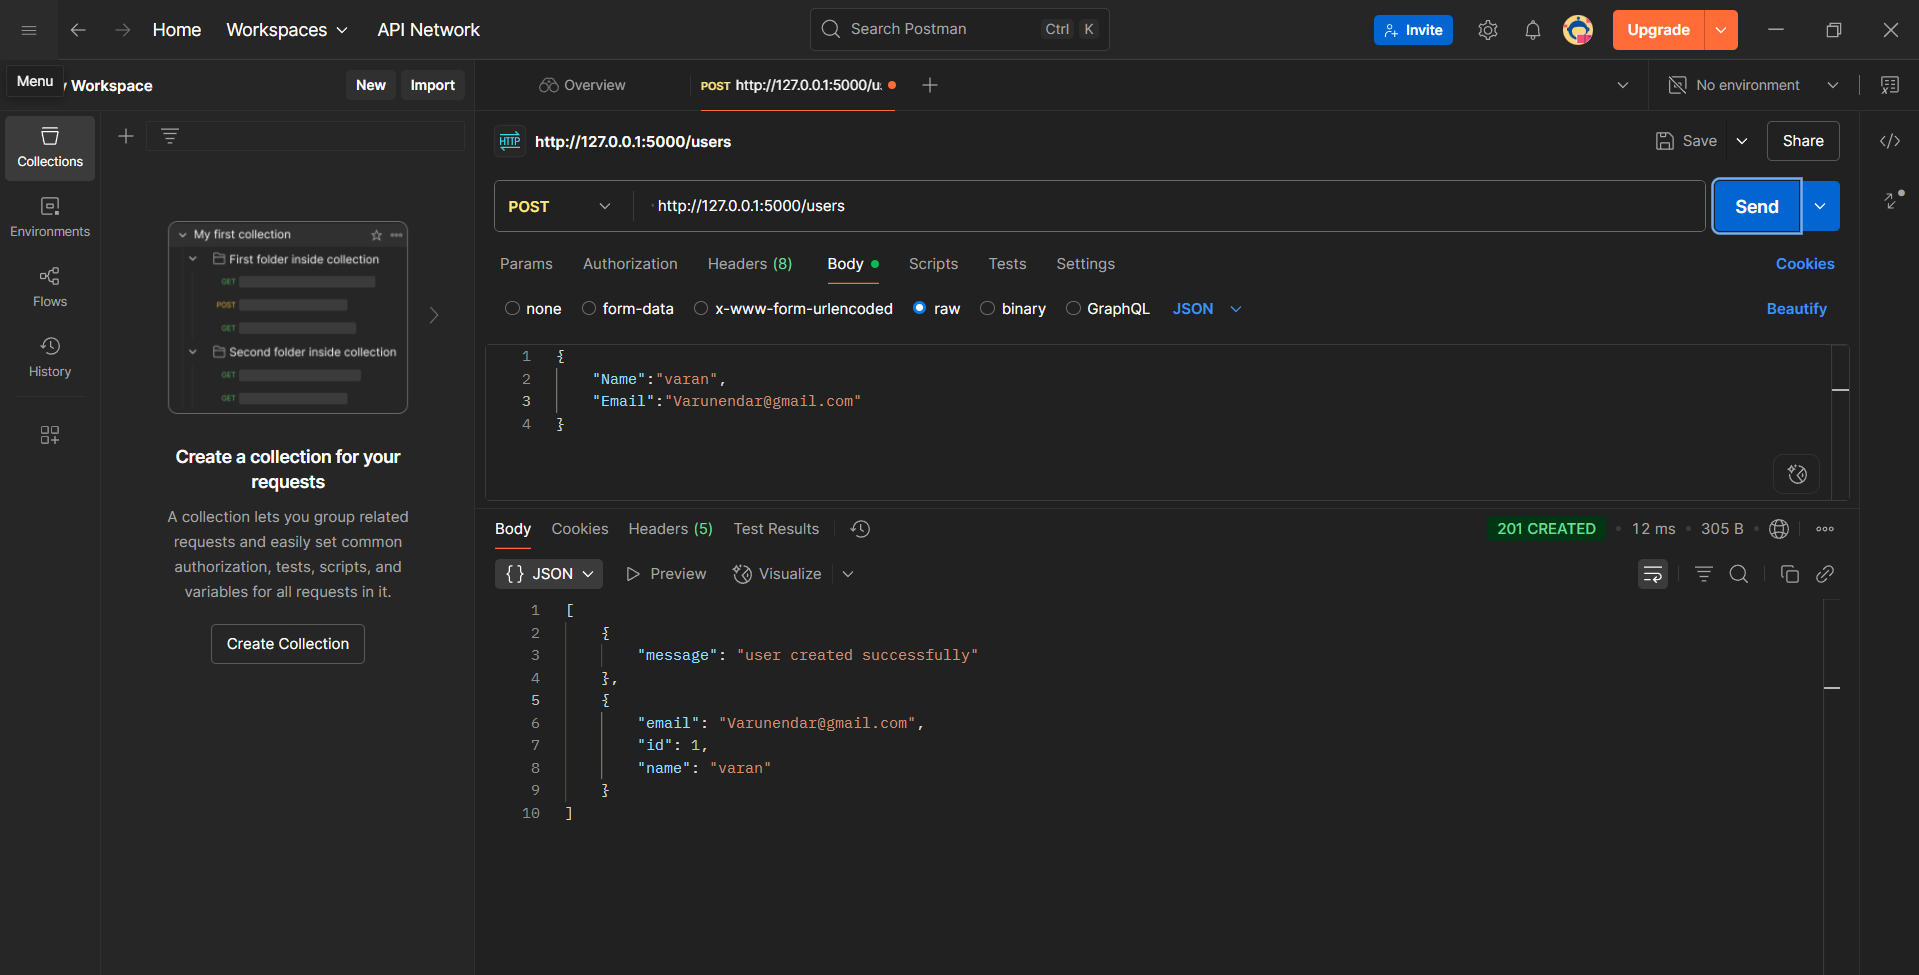 Home Workspaces API Network Search Postman Ctrl K Invite Upgrade
Menu y Workspace New Import Overview POST http://127.0.0.1:5000/u: No environment
Collections
Environments
Flows
History
My first collection
First folder inside collection
GET
POST
GET
Second folder inside collection
GET
GET
Create a collection for your
requests
A collection lets you group related
requests and easily set common
authorization, tests, scripts, and
variables for all requests in it.
Create Collection
HTTP http://127.0.0.1:5000/users Save Share
POST http://127.0.0.1:5000/users Send
Params Authorization Headers (8) Body Scripts Tests Settings Cookies
none form-data x-www-form-urlencoded raw binary GraphQL JSON Beautify
1 {
2 "Name":"varan",
3 "Email":"Varunendar@gmail.com"
4 }
Body Cookies Headers (5) Test Results 201 CREATED 12 ms 305 B
{} JSON Preview Visualize
1 [
2 {
3 "message": "user created successfully"
4 },
5 {
6 "email": "Varunendar@gmail.com",
7 "id": 1,
8 "name": "varan"
9 }
10 ]